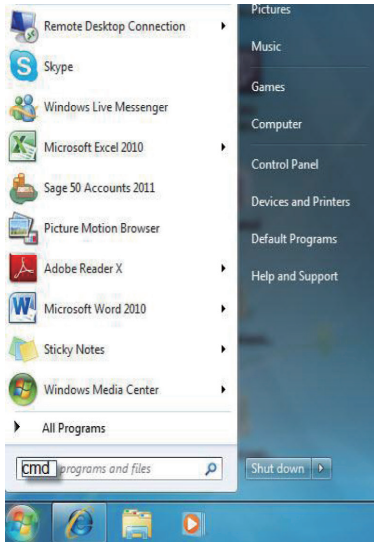 Remote Desktop Connection
Skype
Windows Live Messenger
Microsoft Excel 2010
Sage 50 Accounts 2011
Picture Motion Browser
Adobe Reader X
Microsoft Word 2010
Sticky Notes
Windows Media Center
All Programs
cmd programs and files
Pictures
Music
Games
Computer
Control Panel
Devices and Printers
Default Programs
Help and Support
Shut down